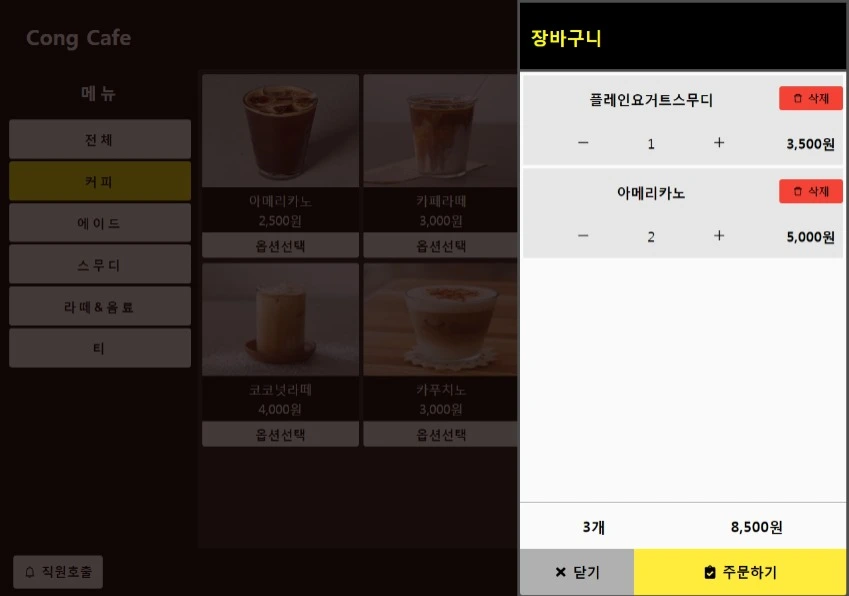 Cong Cafe
메뉴
전체
커피
에이드
스무디
라떼&음료
티
직원호출
아메리카노
2,500원
옵션선택
카페라떼
3,000원
옵션선택
코코넛라떼
4,000원
옵션선택
카푸치노
3,000원
옵션선택
장바구니
플레인요거트스무디
삭제
− 1 + 3,500원
아메리카노
삭제
− 2 + 5,000원
3개 8,500원
닫기 주문하기